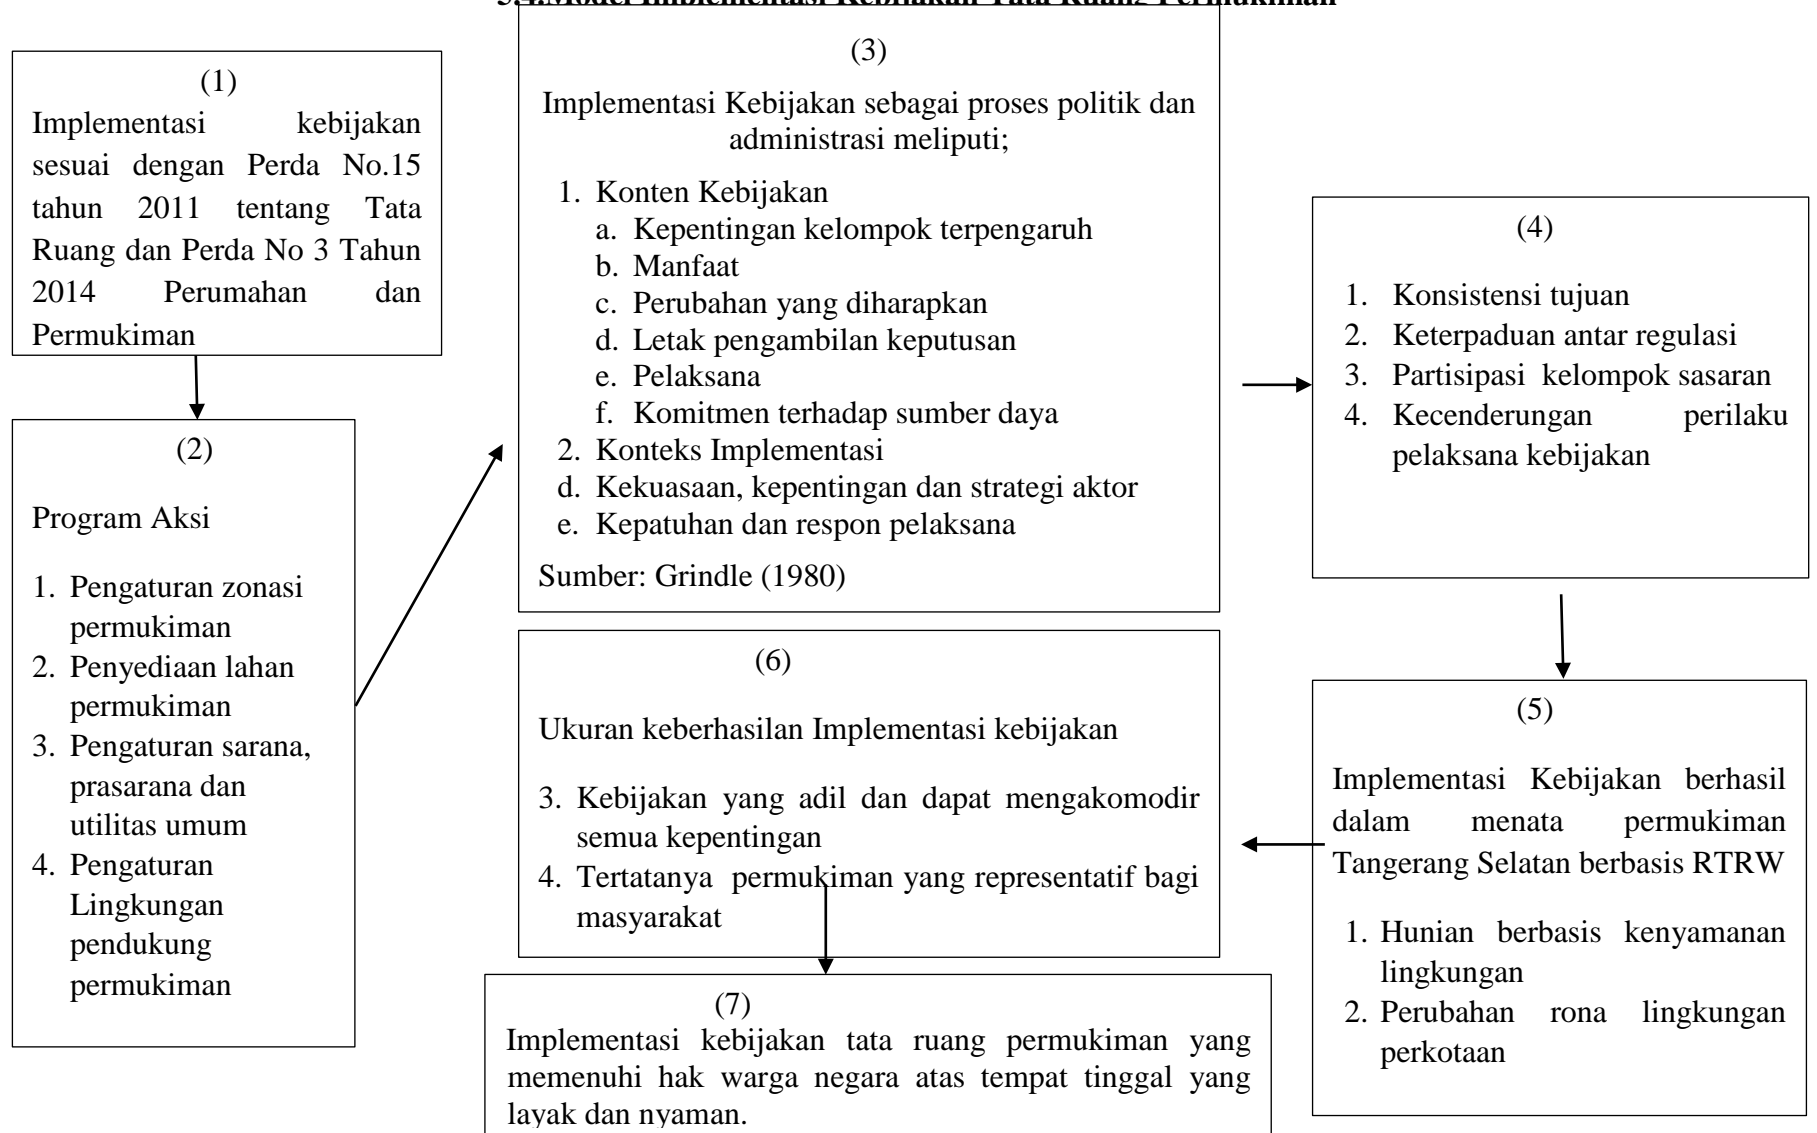 3.4.Model Implementasi Kebijakan Tata Ruang Permukiman
(1)
Implementasi kebijakan
sesuai dengan Perda No.15
tahun 2011 tentang Tata
Ruang dan Perda No 3 Tahun
2014 Perumahan dan
Permukiman
(2)
Program Aksi
1. Pengaturan zonasi
permukiman
2. Penyediaan lahan
permukiman
3. Pengaturan sarana,
prasarana dan
utilitas umum
4. Pengaturan
Lingkungan
pendukung
permukiman
(3)
Implementasi Kebijakan sebagai proses politik dan
administrasi meliputi;
1. Konten Kebijakan
a. Kepentingan kelompok terpengaruh
b. Manfaat
c. Perubahan yang diharapkan
d. Letak pengambilan keputusan
e. Pelaksana
f. Komitmen terhadap sumber daya
2. Konteks Implementasi
d. Kekuasaan, kepentingan dan strategi aktor
e. Kepatuhan dan respon pelaksana
Sumber: Grindle (1980)
(4)
1. Konsistensi tujuan
2. Keterpaduan antar regulasi
3. Partisipasi kelompok sasaran
4. Kecenderungan perilaku
pelaksana kebijakan
(5)
Implementasi Kebijakan berhasil
dalam menata permukiman
Tangerang Selatan berbasis RTRW
1. Hunian berbasis kenyamanan
lingkungan
2. Perubahan rona lingkungan
perkotaan
(6)
Ukuran keberhasilan Implementasi kebijakan
3. Kebijakan yang adil dan dapat mengakomodir
semua kepentingan
4. Tertatanya permukiman yang representatif bagi
masyarakat
(7)
Implementasi kebijakan tata ruang permukiman yang
memenuhi hak warga negara atas tempat tinggal yang
layak dan nyaman.